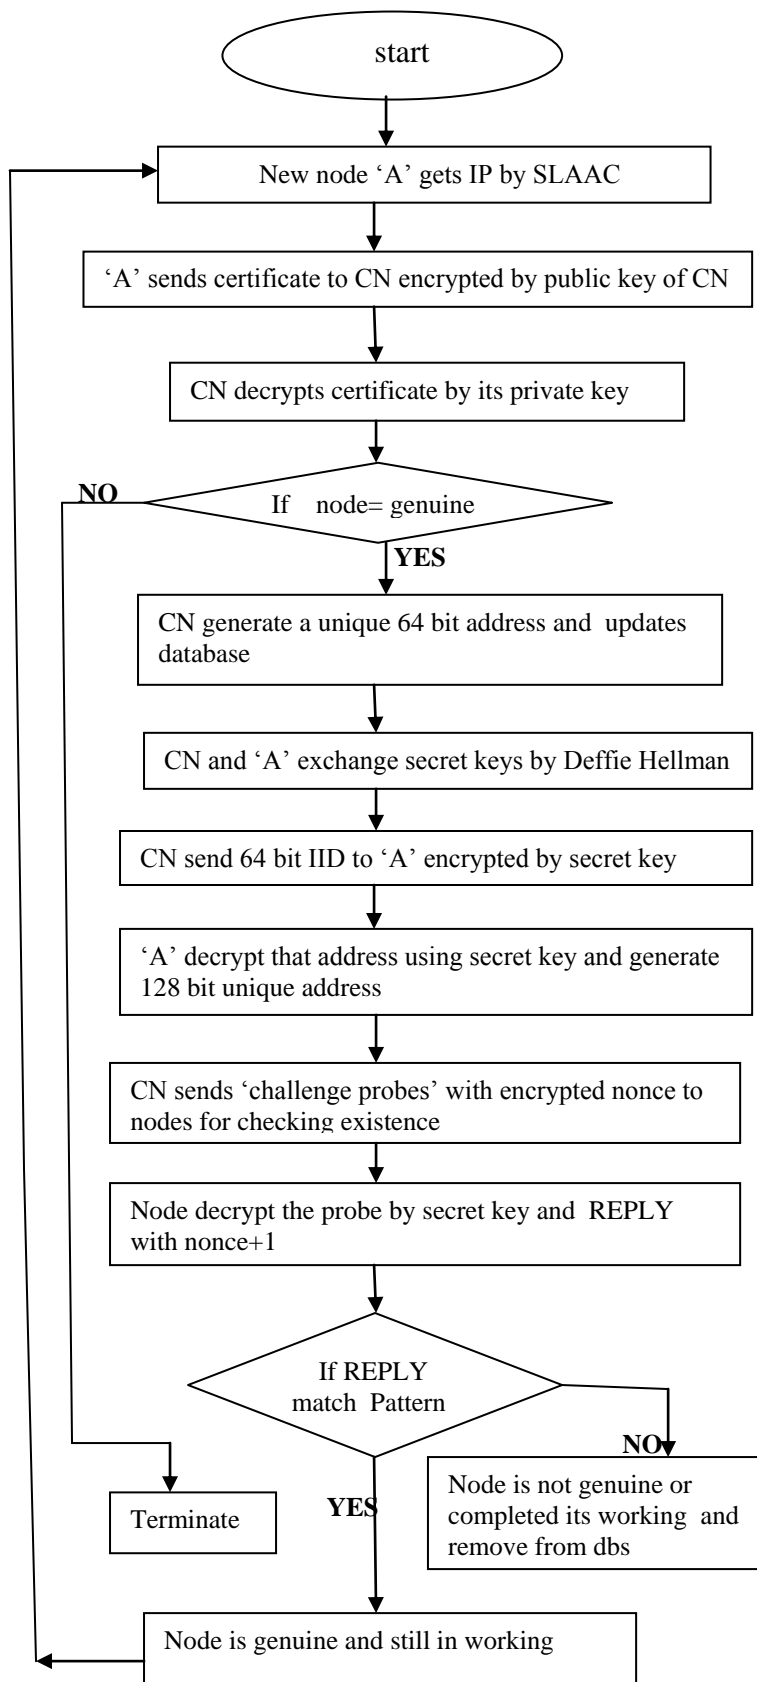 start
New node ‘A’ gets IP by SLAAC
‘A’ sends certificate to CN encrypted by public key of CN
CN decrypts certificate by its private key
NO
If node= genuine
YES
CN generate a unique 64 bit address and updates
database
CN and ‘A’ exchange secret keys by Deffie Hellman
CN send 64 bit IID to ‘A’ encrypted by secret key
‘A’ decrypt that address using secret key and generate
128 bit unique address
CN sends ‘challenge probes’ with encrypted nonce to
nodes for checking existence
Node decrypt the probe by secret key and REPLY
with nonce+1
If REPLY
match Pattern
NO
Node is not genuine or
completed its working and
remove from dbs
YES
Terminate
Node is genuine and still in working